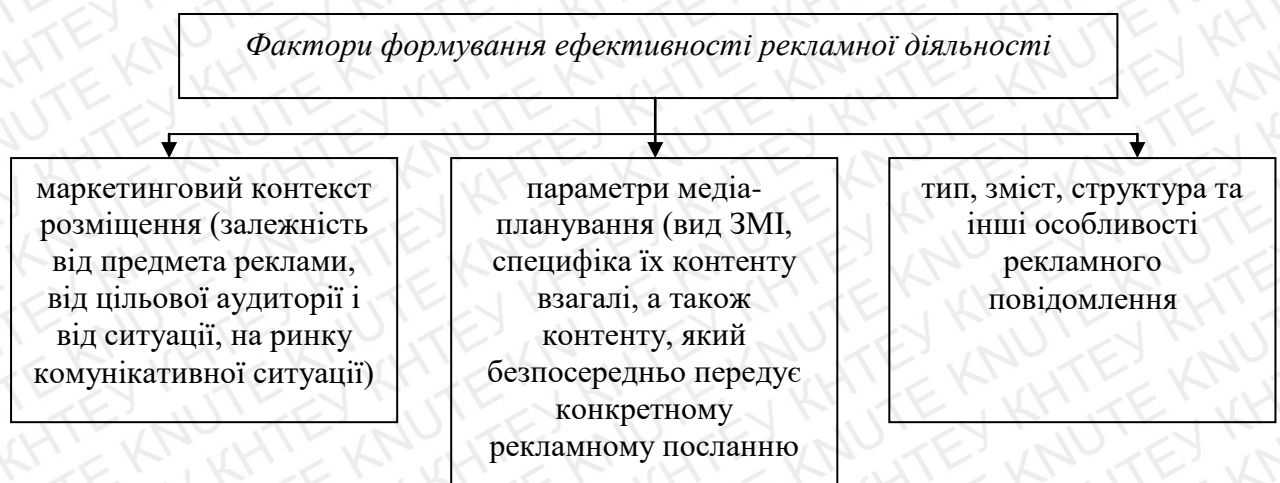 Фактори формування ефективності рекламної діяльності
маркетинговий контекст
розміщення (залежність
від предмета реклами,
від цільової аудиторії і
від ситуації, на ринку
комунікативної ситуації)
параметри медіа-
планування (вид ЗМІ,
специфіка їх контенту
взагалі, а також
контенту, який
безпосередньо передує
конкретному
рекламному посланню
тип, зміст, структура та
інші особливості
рекламного
повідомлення